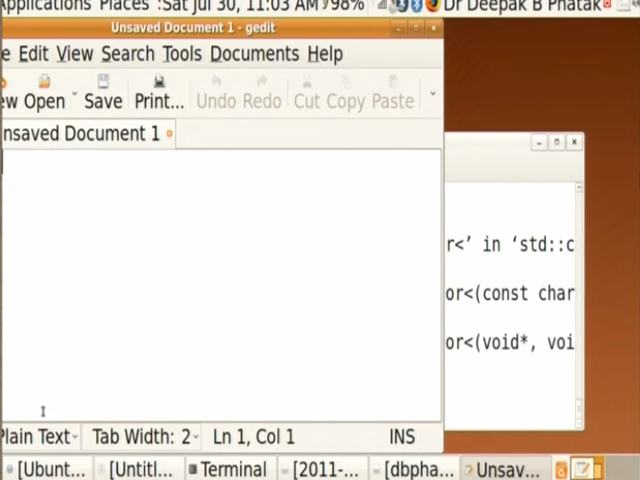 Applications Places :Sat Jul 30, 11:03 AM 98% Dr Deepak B Phatak
Unsaved Document 1 - gedit
e Edit View Search Tools Documents Help
ew Open Save Print... Undo Redo Cut Copy Paste
nsaved Document 1
r<’ in ‘std::c
or<(const char
or<(void*, voi
Plain Text Tab Width: 2 Ln 1, Col 1 INS
[Ubunt... [Untitl... Terminal [2011-... [dbpha... Unsav...